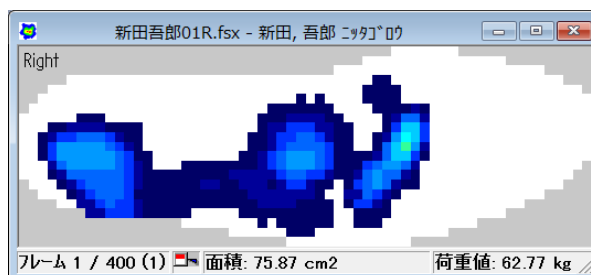 新田吾郎01R.fsx - 新田, 吾郎 ﾆｯﾀｺﾞﾛｳ
Right
フレーム 1 / 400 (1) 面積: 75.87 cm2 荷重値: 62.77 kg